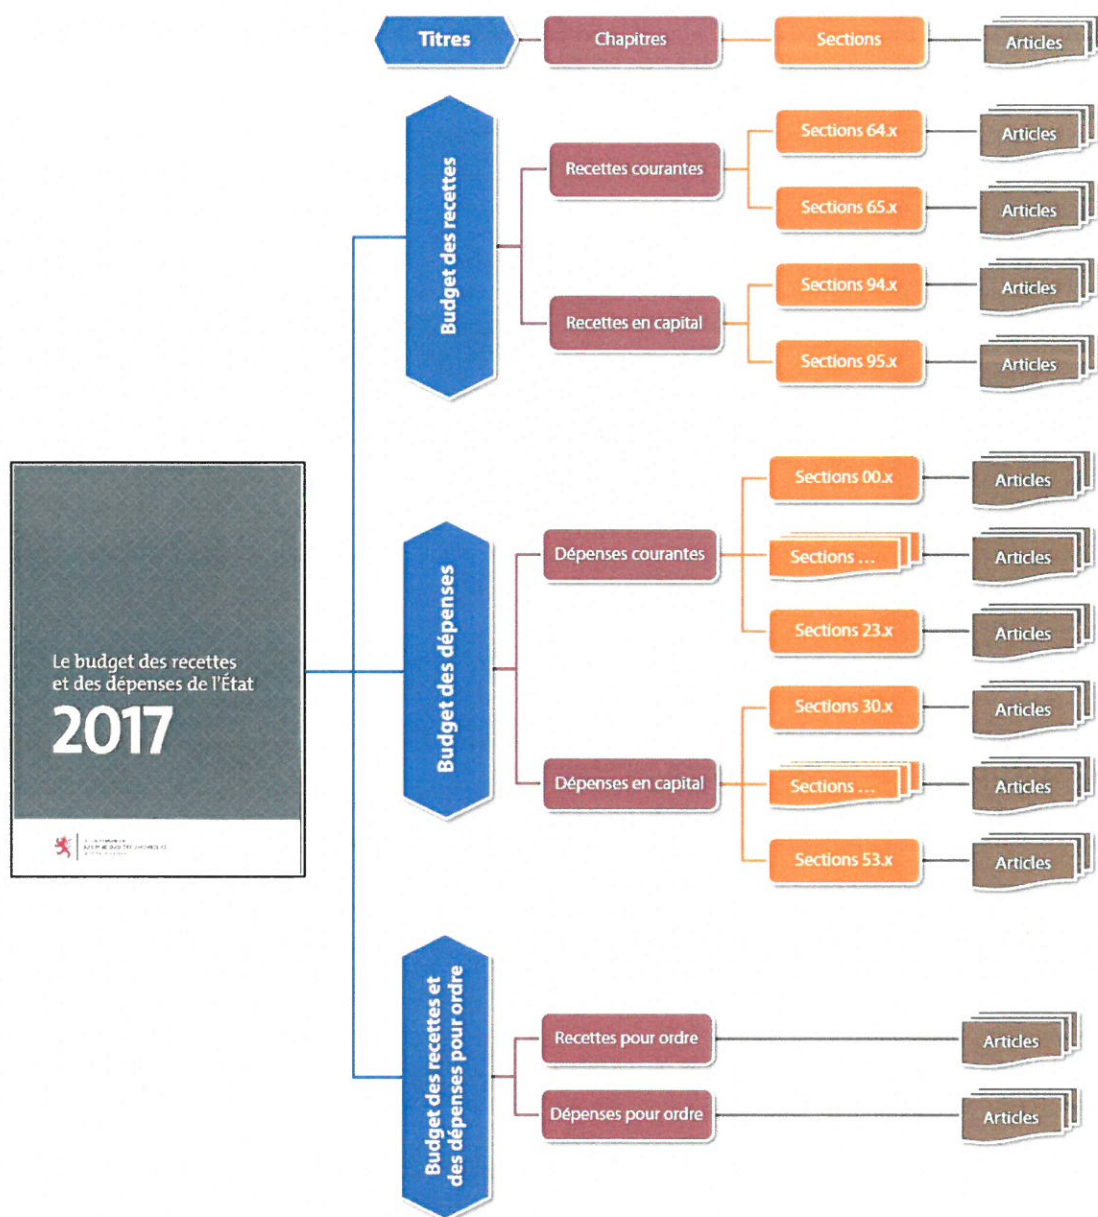 Titres
Chapitres
Sections
Articles
Budget des recettes
Recettes courantes
Sections 64.x
Articles
Sections 65.x
Articles
Recettes en capital
Sections 94.x
Articles
Sections 95.x
Articles
Le budget des recettes
et des dépenses de l'État
2017
Budget des dépenses
Dépenses courantes
Sections 00.x
Articles
Sections ...
Articles
Sections 23.x
Articles
Dépenses en capital
Sections 30.x
Articles
Sections ...
Articles
Sections 53.x
Articles
Budget des recettes et
des dépenses pour ordre
Recettes pour ordre
Articles
Dépenses pour ordre
Articles